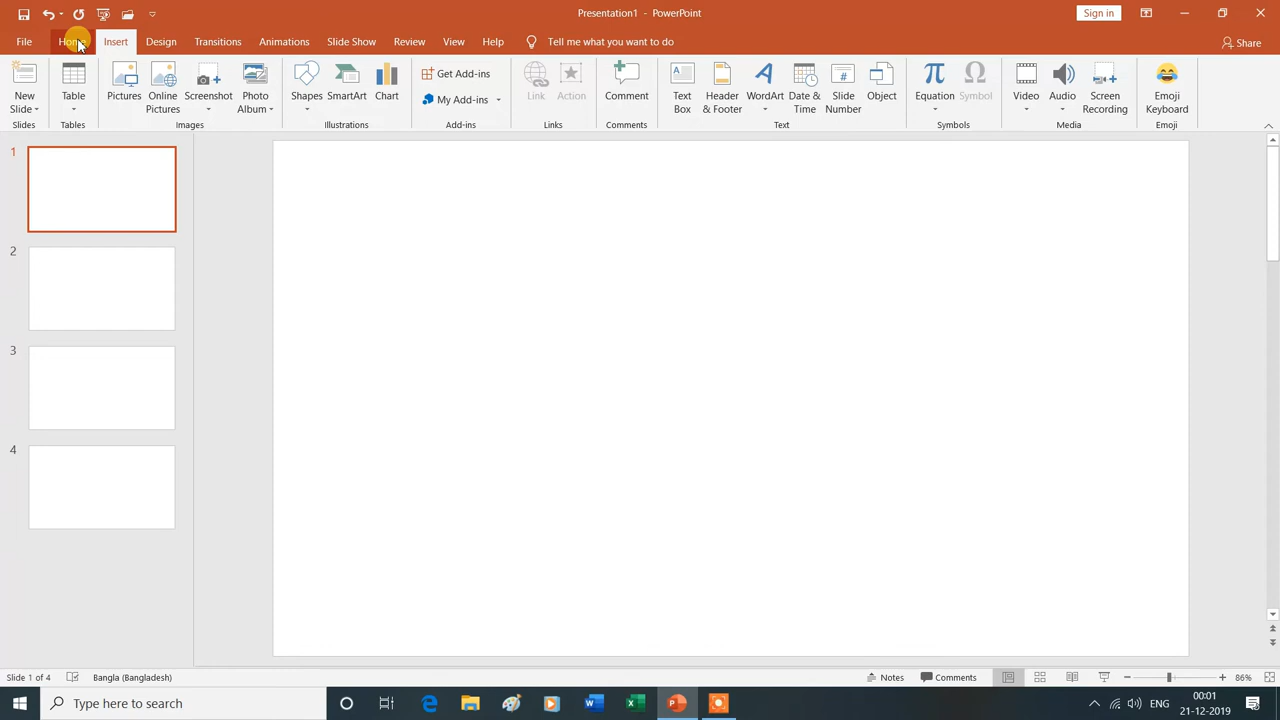 Presentation1 - PowerPoint
Sign in
File
Insert
Design
Transitions
Animations
Slide Show
Review
View
Help
Tell me what you want to do
Share
New Slide
Table
Pictures
Online Pictures
Screenshot
Photo Album
Shapes
SmartArt
Chart
Get Add-ins
My Add-ins
Link
Action
Comment
Text Box
Header & Footer
WordArt
Date & Time
Slide Number
Object
Equation
Symbol
Video
Audio
Screen Recording
Emoji Keyboard
Slides
Tables
Images
Illustrations
Add-ins
Links
Comments
Text
Symbols
Media
Emoji
1
2
3
4
Slide 1 of 4
Bangla (Bangladesh)
Notes
Comments
86%
Type here to search
ENG
00:01
21-12-2019